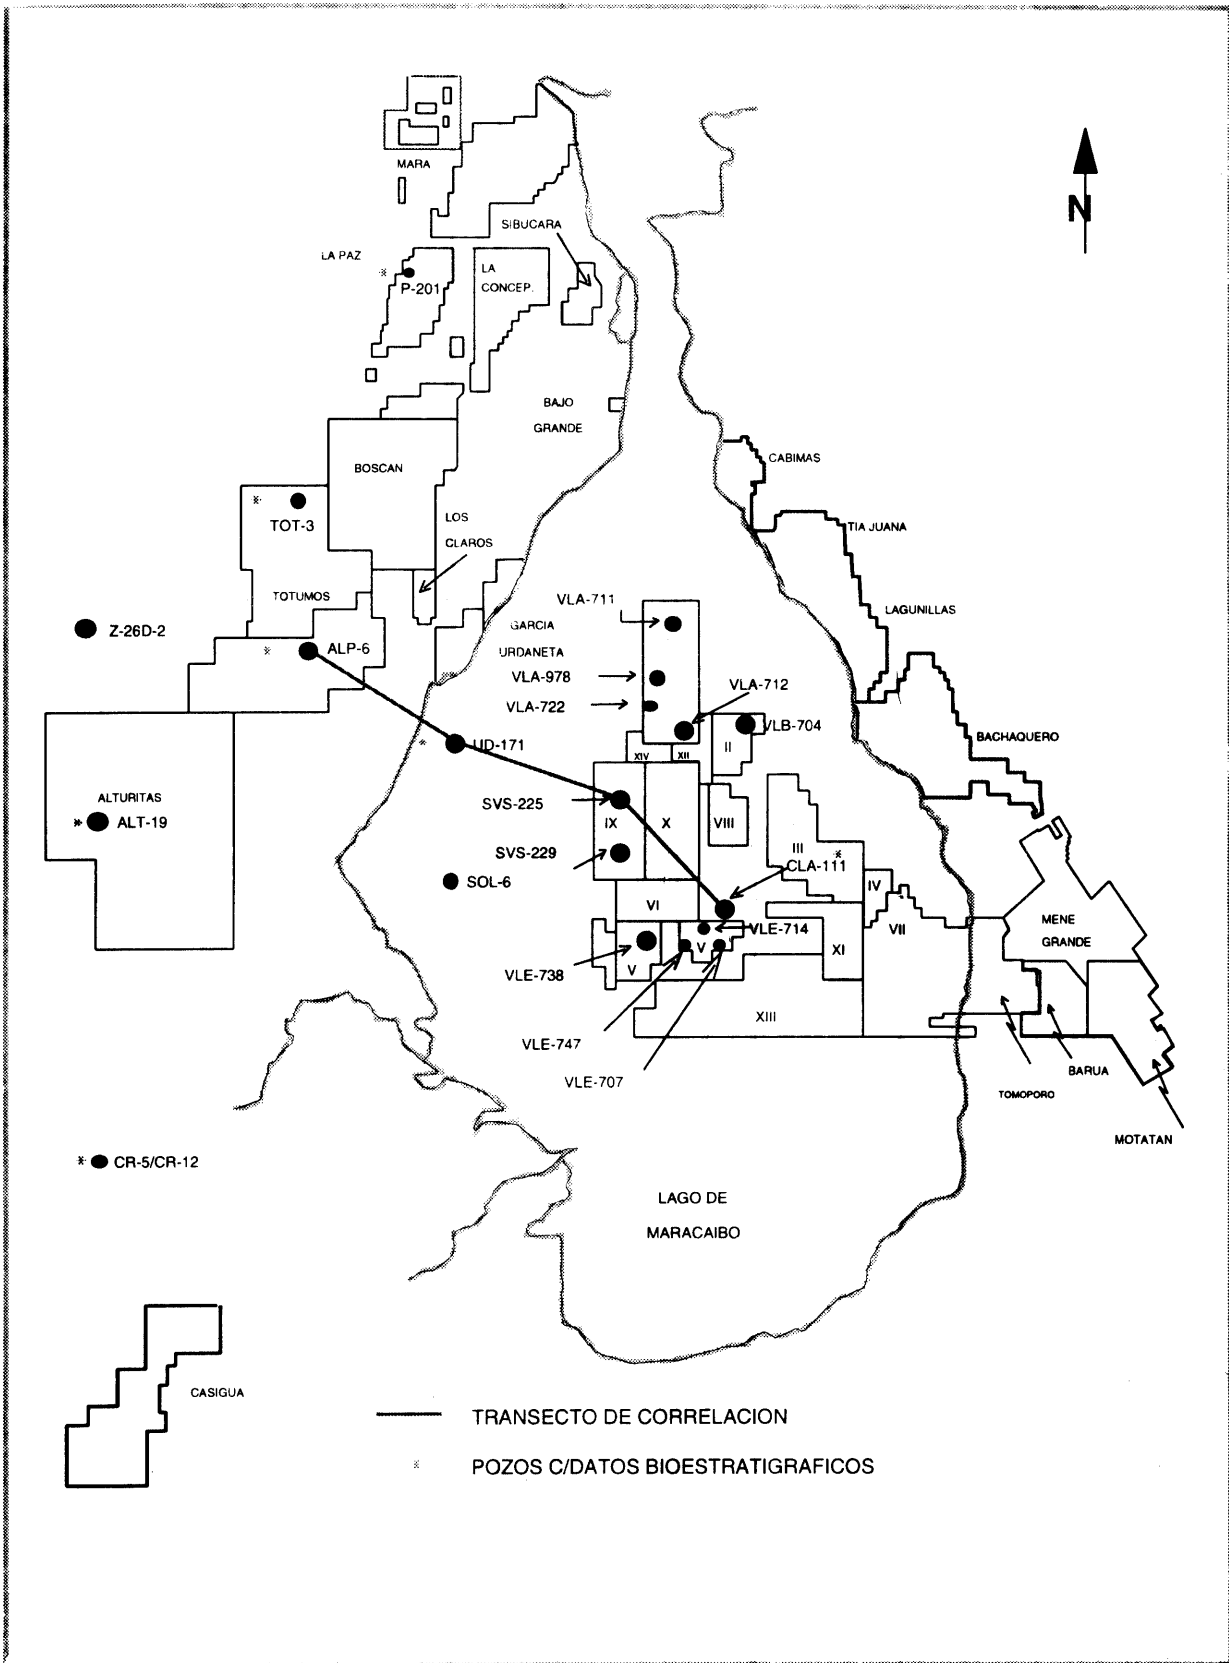 MARA
N
SIBUCARA
LA PAZ
P-201
LA
CONCEP.
BAJO
GRANDE
CABIMAS
BOSCAN
TOT-3
LOS
CLAROS
TIA JUANA
TOTUMOS
LAGUNILLAS
VLA-711
GARCIA
URDANETA
Z-26D-2
ALP-6
VLA-978
VLA-712
VLA-722
VLB-704
BACHAQUERO
UD-171
XIV
XII
II
ALTURITAS
ALT-19
SVS-225
IX
X
VIII
III
SVS-229
CLA-111
SOL-6
IV
VI
VII
MENE
GRANDE
VLE-714
V
V
XI
VLE-738
XIII
VLE-747
VLE-707
BARUA
TOMOPORO
MOTATAN
CR-5/CR-12
LAGO DE
MARACAIBO
CASIGUA
TRANSECTO DE CORRELACION
* POZOS C/DATOS BIOESTRATIGRAFICOS